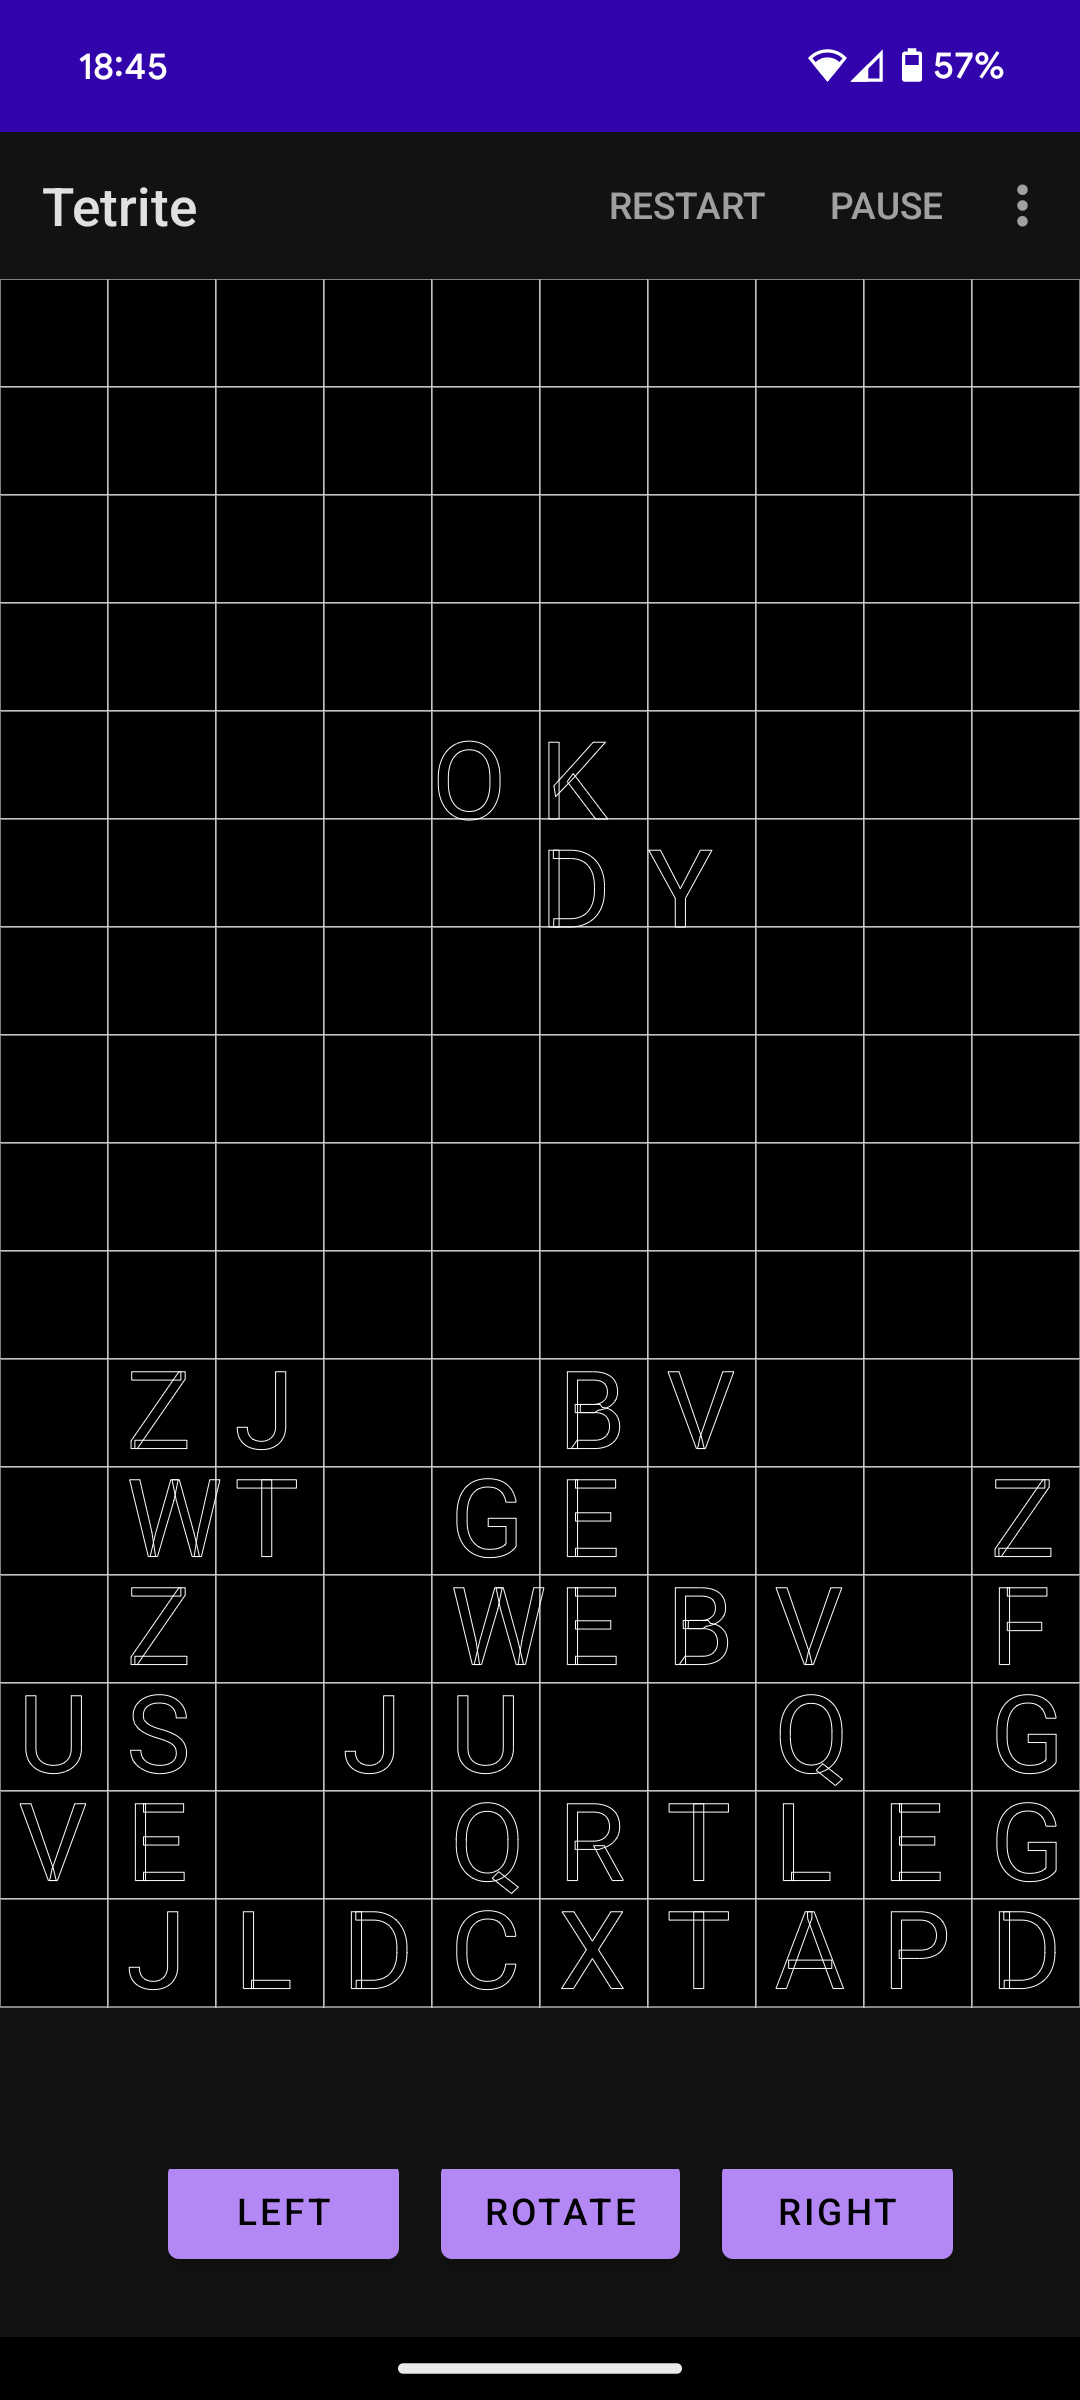 18:45 57%
Tetrite RESTART PAUSE
O K
D Y
Z J B V
W T G E Z
Z W E B V F
U S J U Q G
V E Q R T L E G
J L D C X T A P D
LEFT ROTATE RIGHT